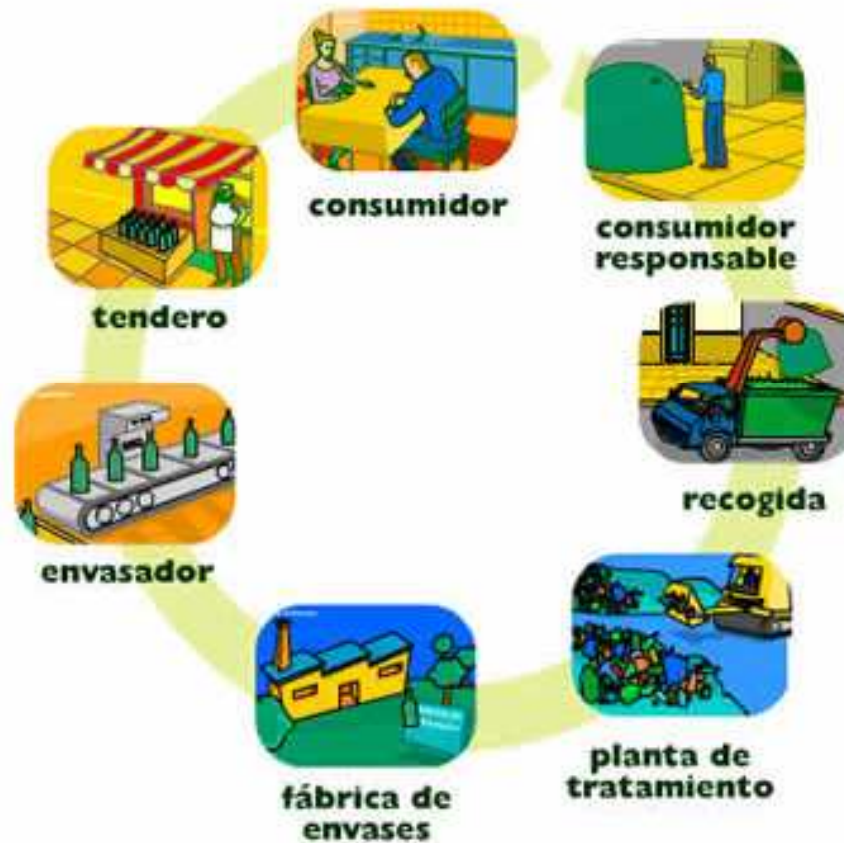 consumidor
consumidor
responsable
tendero
recogida
envasador
planta de
tratamiento
fábrica de
envases